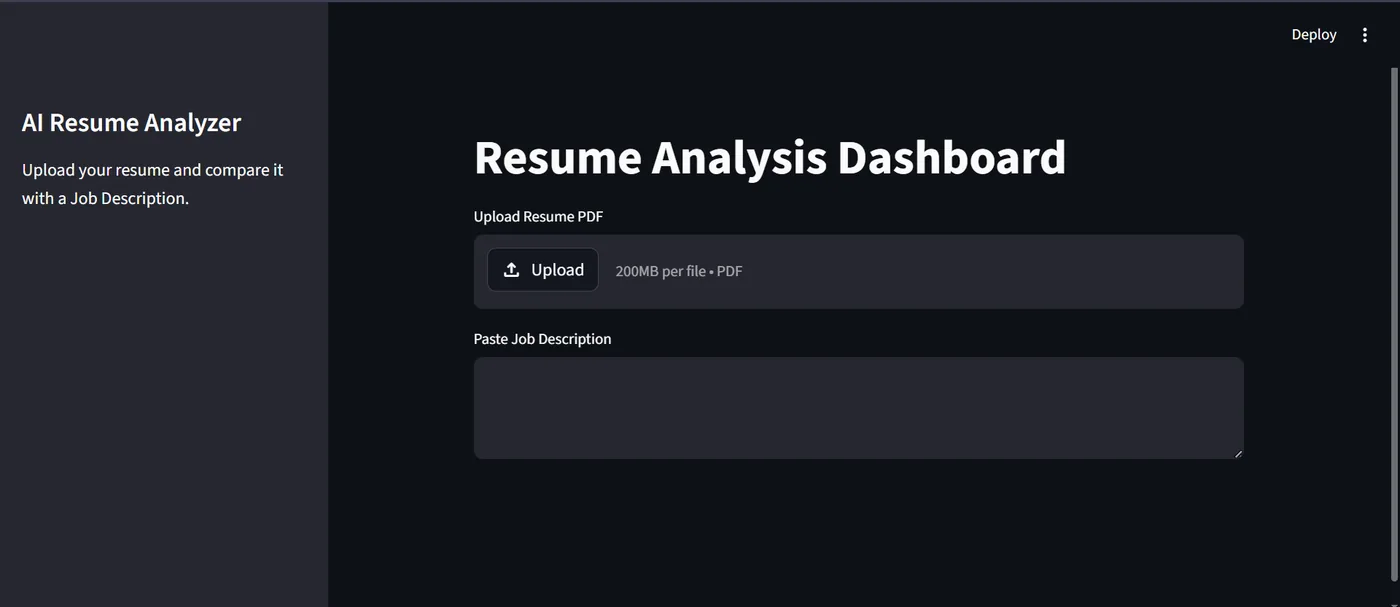 Deploy
AI Resume Analyzer
Upload your resume and compare it
with a Job Description.
Resume Analysis Dashboard
Upload Resume PDF
Upload
200MB per file • PDF
Paste Job Description